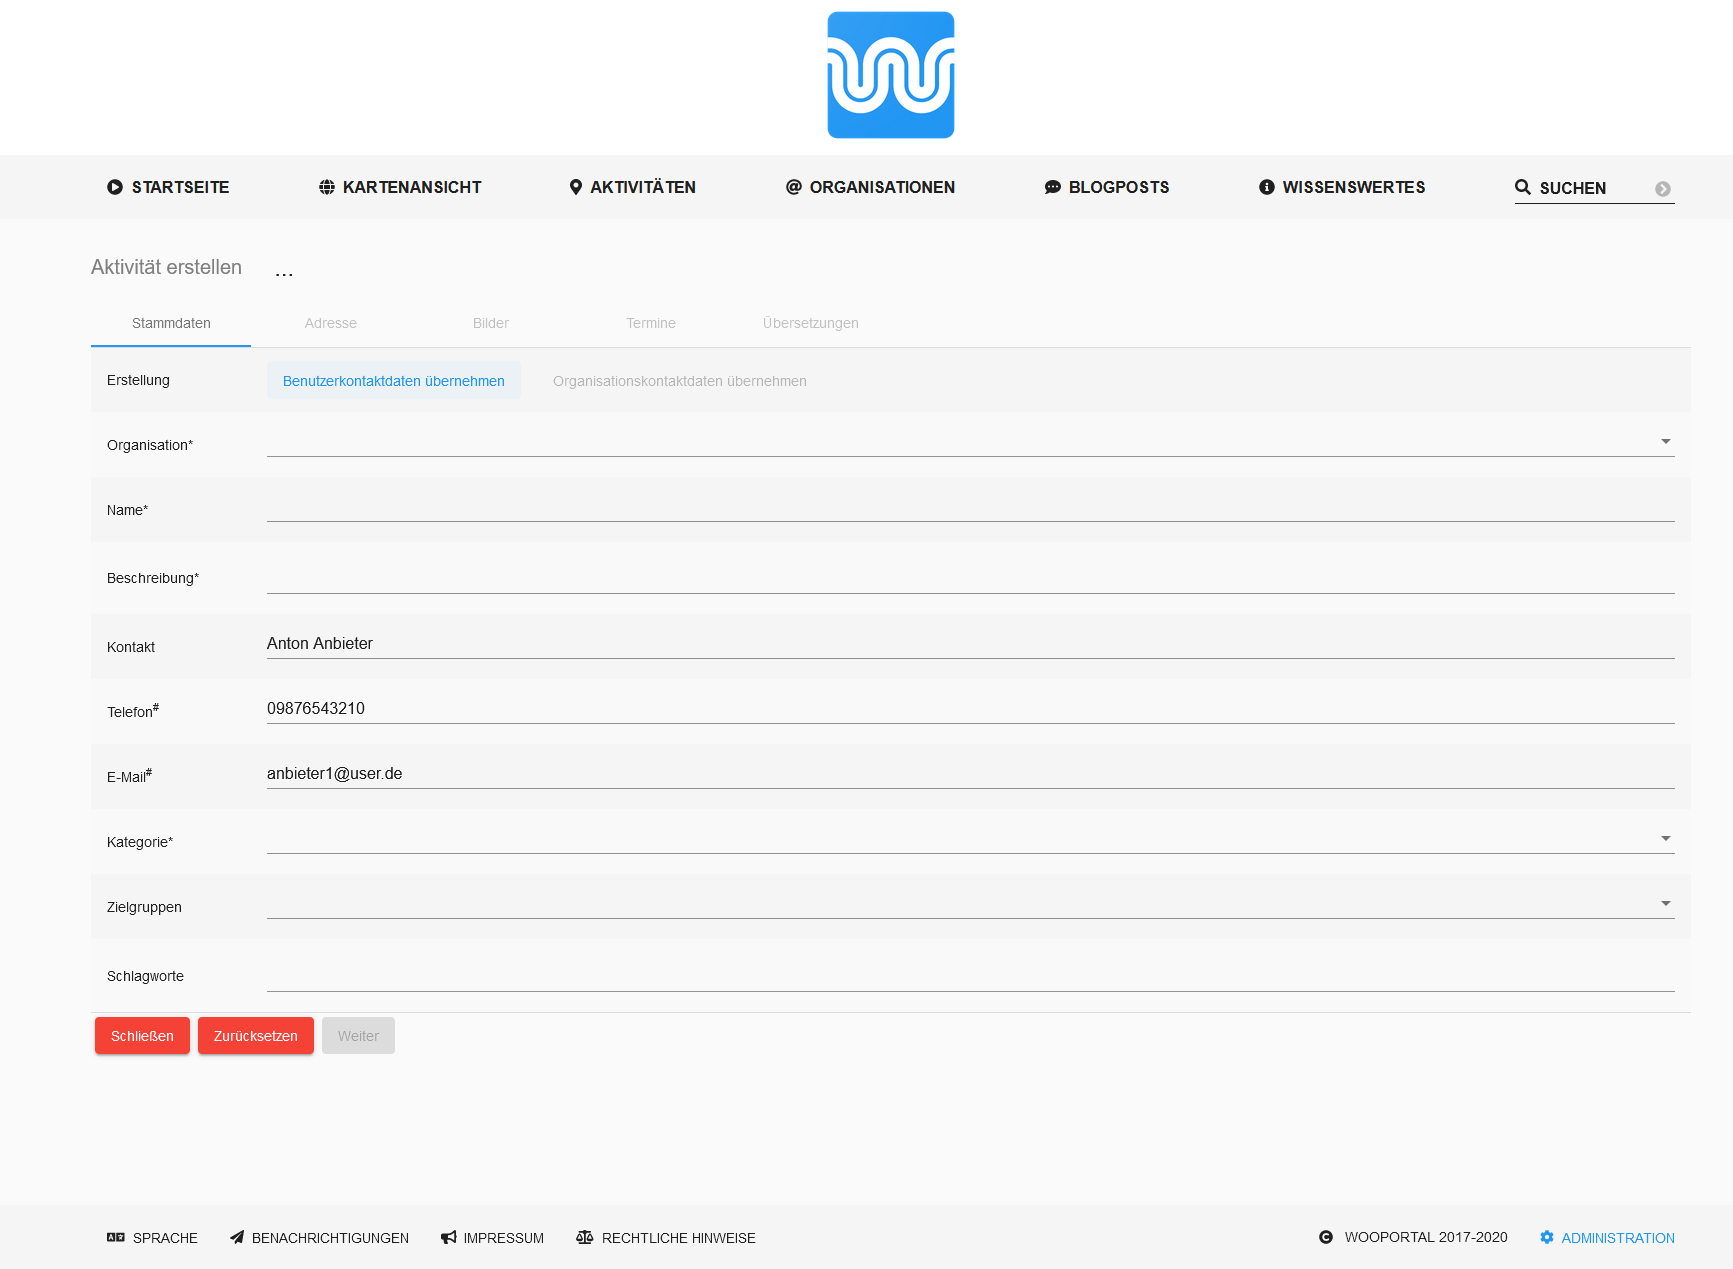 STARTSEITE KARTENANSICHT AKTIVITÄTEN ORGANISATIONEN BLOGPOSTS WISSENSWERTES SUCHEN
Aktivität erstellen ...
Stammdaten Adresse Bilder Termine Übersetzungen
Erstellung Benutzerkontaktdaten übernehmen Organisationskontaktdaten übernehmen
Organisation*
Name*
Beschreibung*
Kontakt Anton Anbieter
Telefon# 09876543210
E-Mail# anbieter1@user.de
Kategorie*
Zielgruppen
Schlagworte
Schließen Zurücksetzen Weiter
SPRACHE BENACHRICHTIGUNGEN IMPRESSUM RECHTLICHE HINWEISE WOOPORTAL 2017-2020 ADMINISTRATION